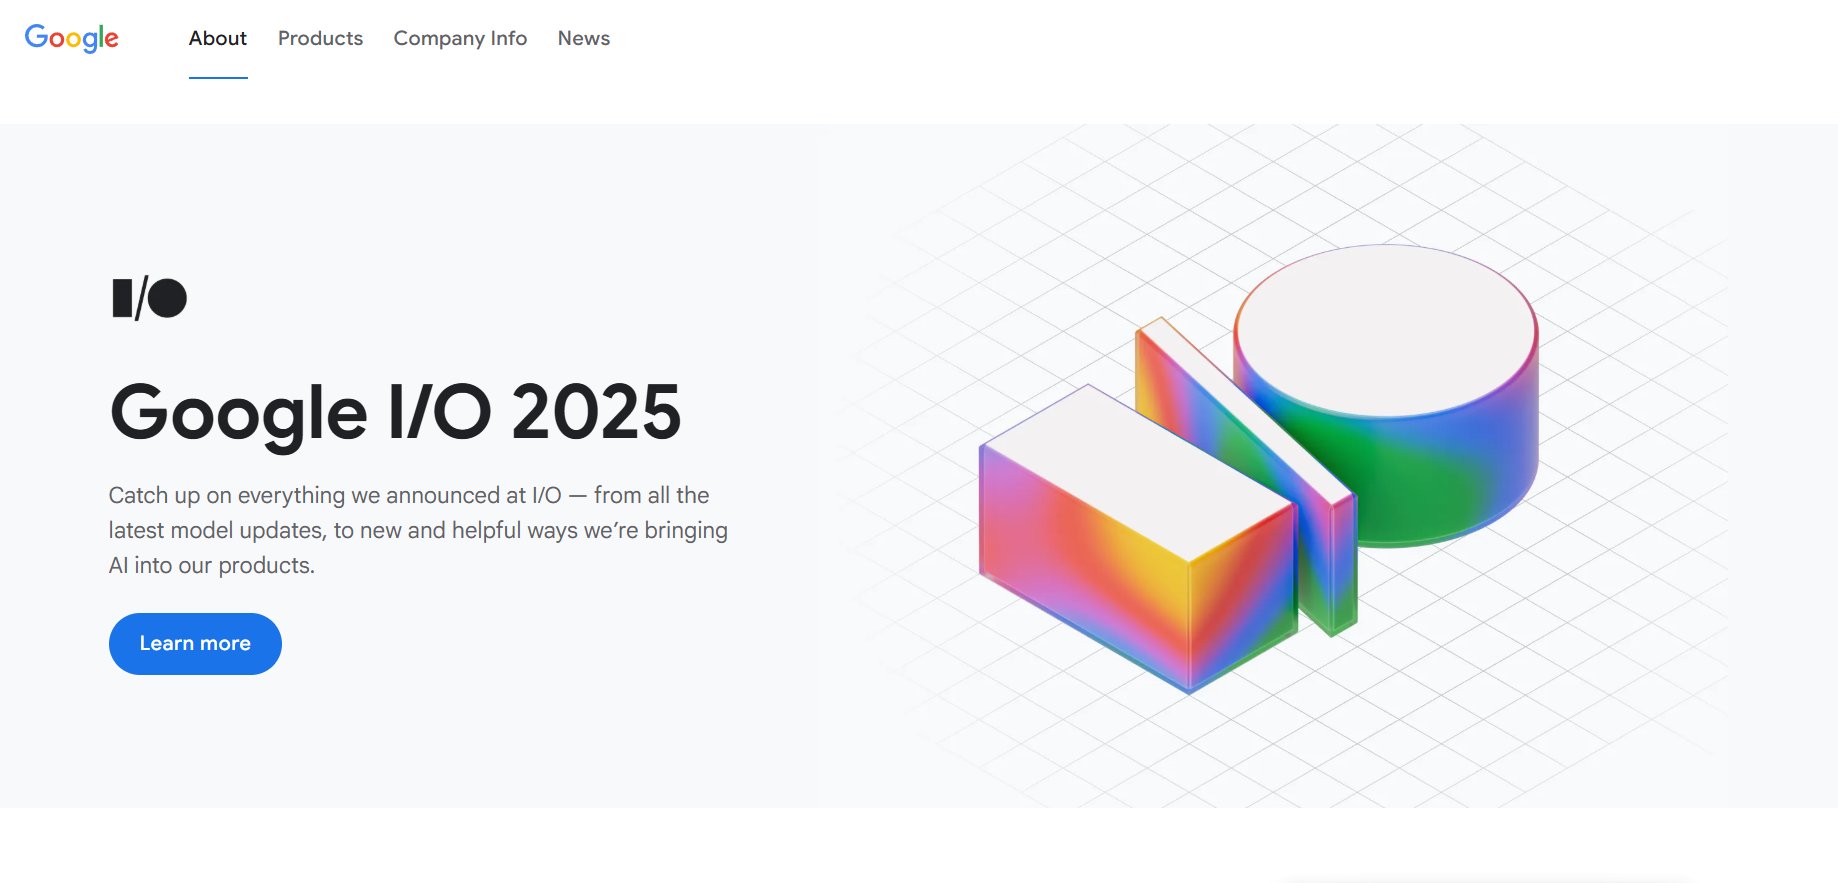 Google About Products Company Info News
I/O
Google I/O 2025
Catch up on everything we announced at I/O — from all the
latest model updates, to new and helpful ways we’re bringing
AI into our products.
Learn more